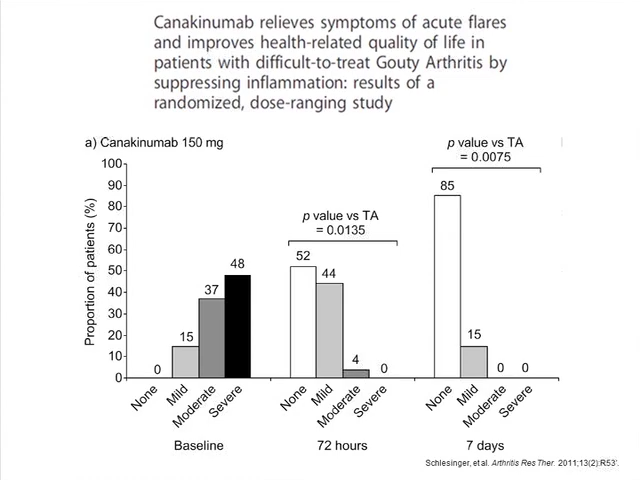 Canakinumab relieves symptoms of acute flares
and improves health-related quality of life in
patients with difficult-to-treat Gouty Arthritis by
suppressing inflammation: results of a
randomized, dose-ranging study
a) Canakinumab 150 mg
Proportion of patients (%)
100
90
80
70
60
50
40
30
20
10
0
0
15
37
48
None
Mild
Moderate
Severe
Baseline
p value vs TA
= 0.0135
52
44
4
0
None
Mild
Moderate
Severe
72 hours
p value vs TA
= 0.0075
85
15
0
0
None
Mild
Moderate
Severe
7 days
Schlesinger, et al. Arthritis Res Ther. 2011;13(2):R53'.